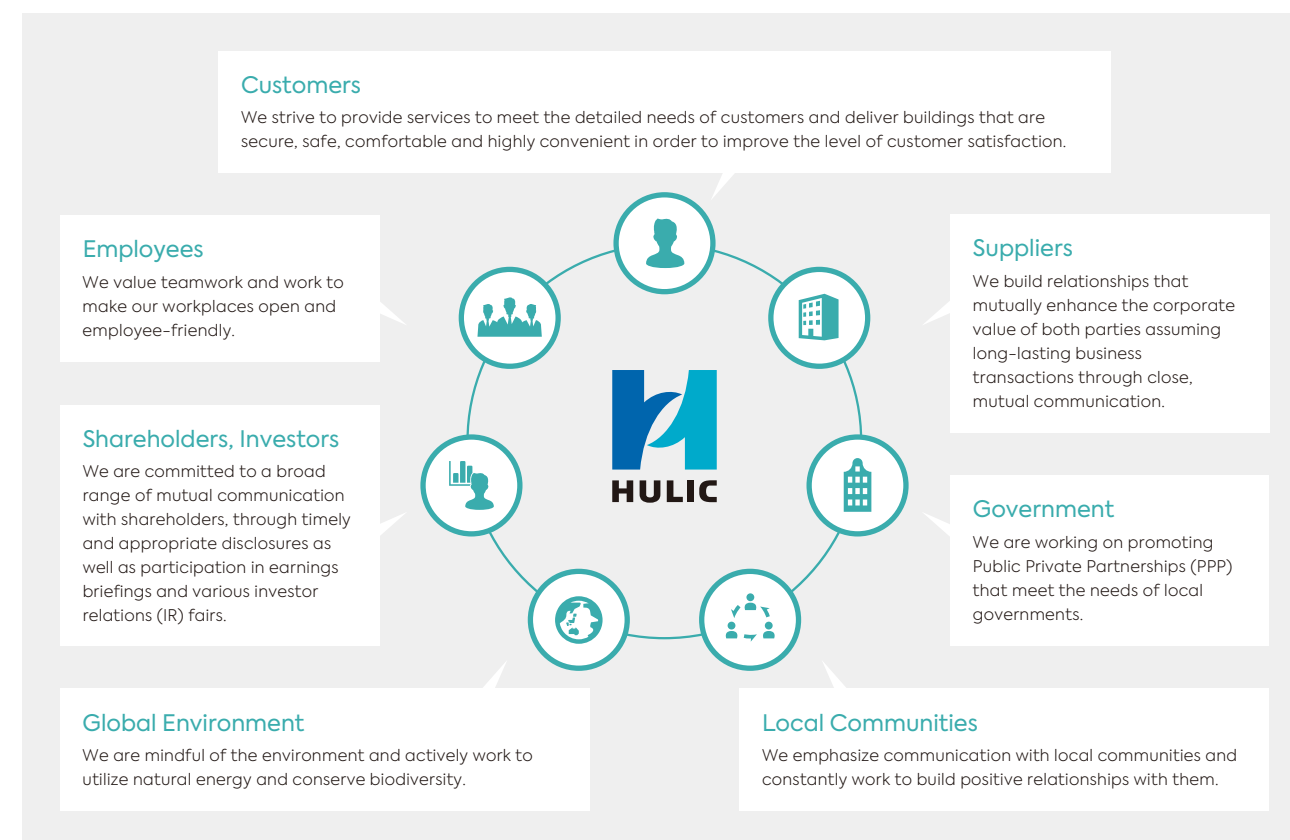 Customers
We strive to provide services to meet the detailed needs of customers and deliver buildings that are
secure, safe, comfortable and highly convenient in order to improve the level of customer satisfaction.
Employees
We value teamwork and work to
make our workplaces open and
employee-friendly.
Suppliers
We build relationships that
mutually enhance the corporate
value of both parties assuming
long-lasting business
transactions through close,
mutual communication.
Shareholders, Investors
We are committed to a broad
range of mutual communication
with shareholders, through timely
and appropriate disclosures as
well as participation in earnings
briefings and various investor
relations (IR) fairs.
HULIC
Government
We are working on promoting
Public Private Partnerships (PPP)
that meet the needs of local
governments.
Global Environment
We are mindful of the environment and actively work to
utilize natural energy and conserve biodiversity.
Local Communities
We emphasize communication with local communities and
constantly work to build positive relationships with them.